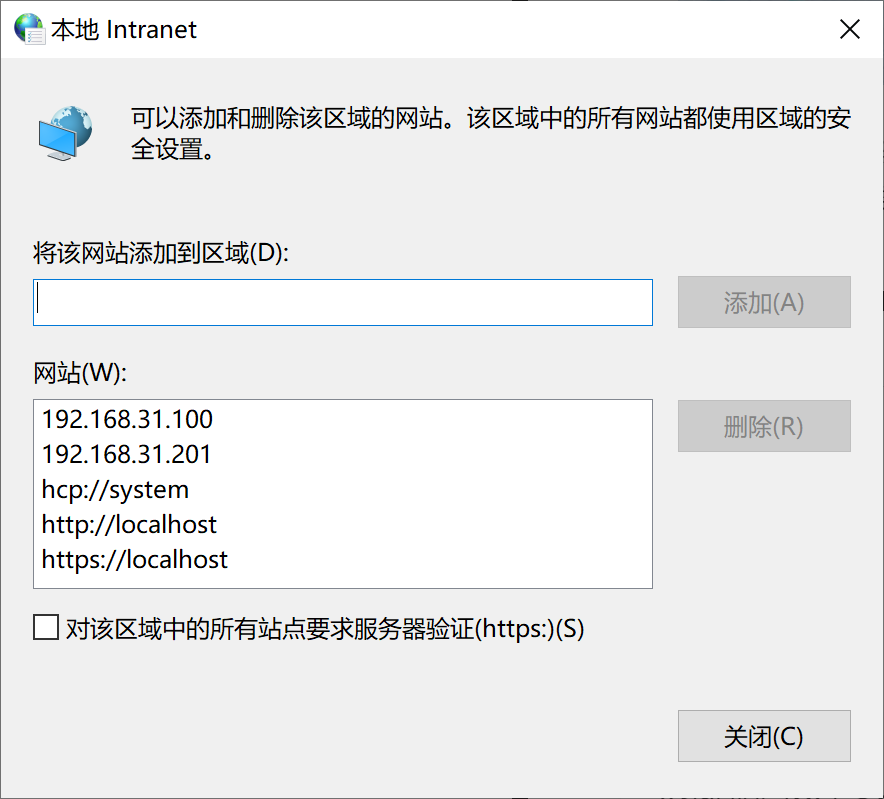 本地 Intranet
可以添加和删除该区域的网站。该区域中的所有网站都使用区域的安
全设置。
将该网站添加到区域(D):
添加(A)
网站(W):
192.168.31.100
192.168.31.201
hcp://system
http://localhost
https://localhost
删除(R)
对该区域中的所有站点要求服务器验证(https:)(S)
关闭(C)